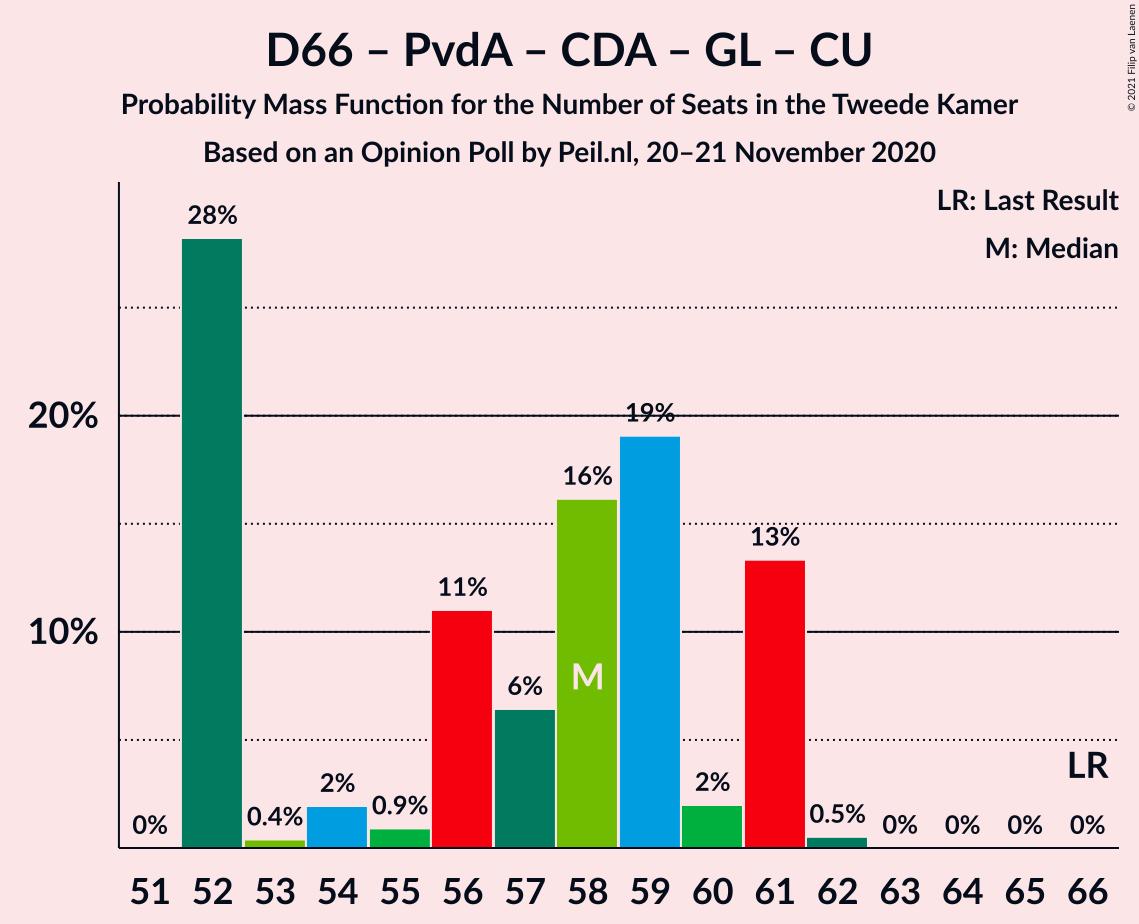 D66 – PvdA – CDA – GL – CU
Probability Mass Function for the Number of Seats in the Tweede Kamer
Based on an Opinion Poll by Peil.nl, 20–21 November 2020
© 2021 Filip van Laenen
LR: Last Result
M: Median
28%
20%
19%
16%
13%
11%
10%
M
6%
LR
0%
0.4%
2%
0.9%
2%
0.5%
0%
0%
0%
0%
51 52 53 54 55 56 57 58 59 60 61 62 63 64 65 66